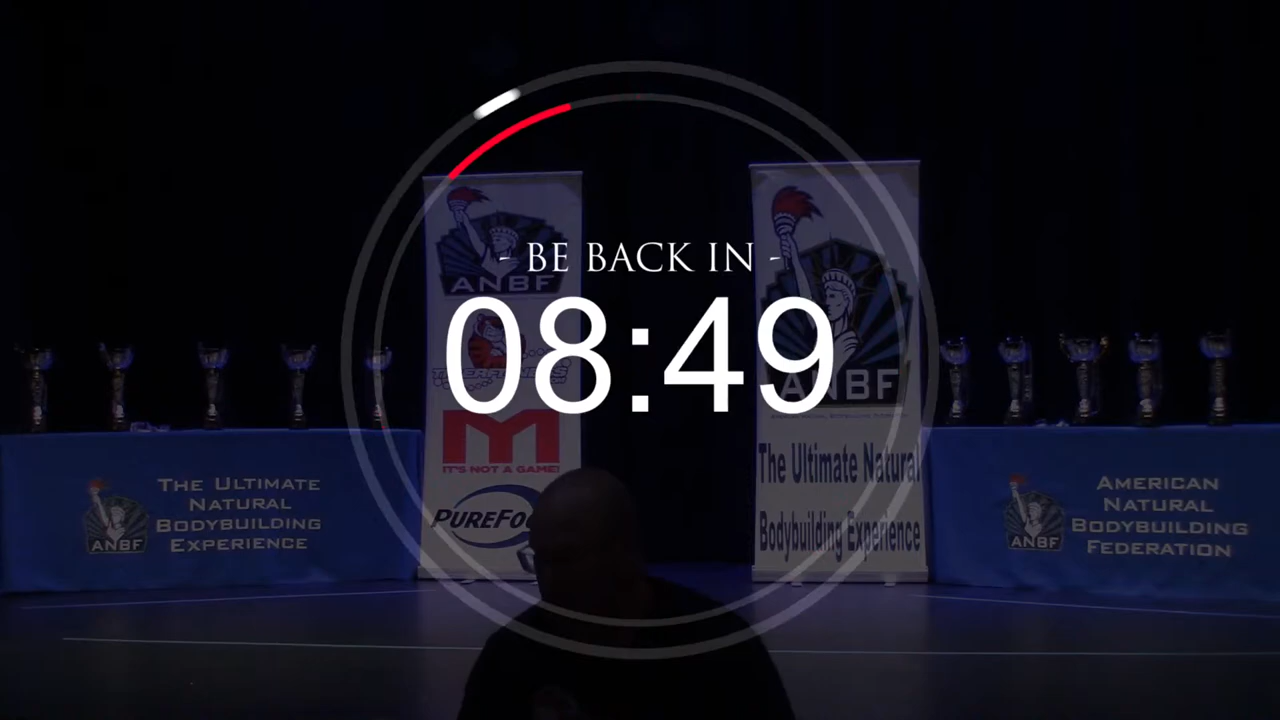 - BE BACK IN -
08:49
ANBF
IT'S NOT A GAME!
PUREFO
ANBF
The Ultimate Natural
Bodybuilding Experience
THE ULTIMATE
NATURAL
BODYBUILDING
EXPERIENCE
ANBF
AMERICAN
NATURAL
BODYBUILDING
FEDERATION
ANBF